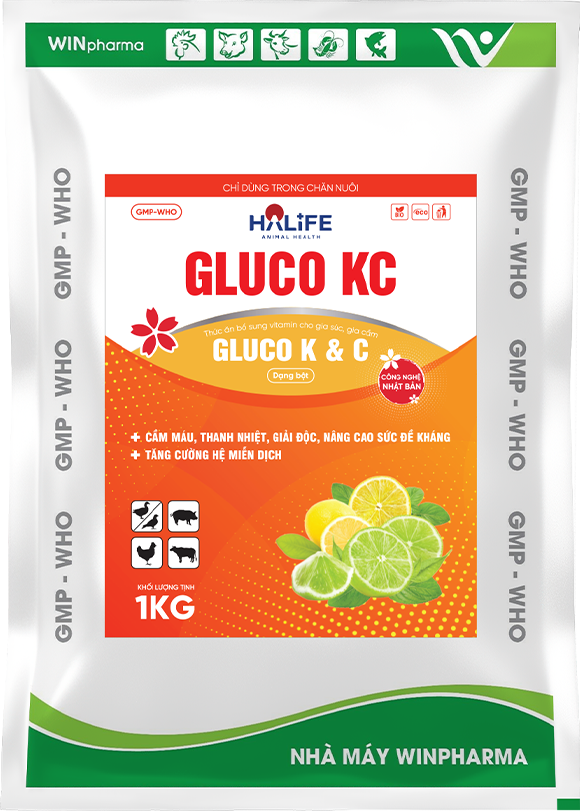 WINpharma
CHỈ DÙNG TRONG CHĂN NUÔI
GMP-WHO
BIO
eco
HALiFE
ANIMAL HEALTH
GLUCO KC
Thức ăn bổ sung vitamin cho gia súc, gia cầm
GLUCO K & C
Dạng bột
CÔNG NGHỆ
NHẬT BẢN
+ CẦM MÁU, THANH NHIỆT, GIẢI ĐỘC, NÂNG CAO SỨC ĐỀ KHÁNG
+ TĂNG CƯỜNG HỆ MIỄN DỊCH
KHỐI LƯỢNG TỊNH
1KG
GMP - WHO
GMP - WHO
GMP - WHO
GMP - WHO
GMP - WHO
GMP - WHO
NHÀ MÁY WINPHARMA